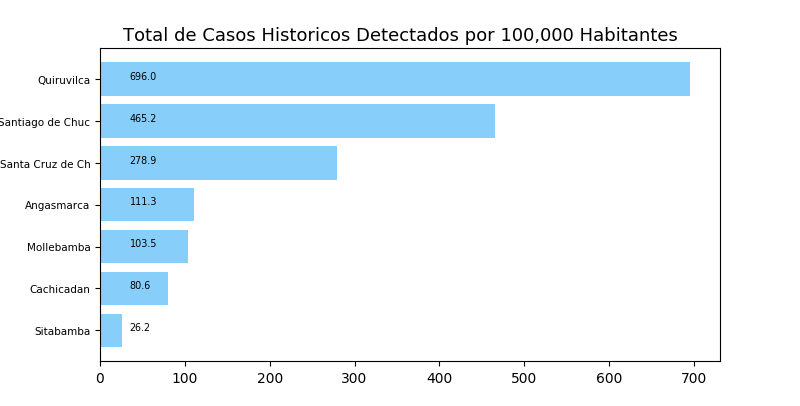 Total de Casos Historicos Detectados por 100,000 Habitantes
Quiruvilca 696.0
Santiago de Chuc 465.2
Santa Cruz de Ch 278.9
Angasmarca 111.3
Mollebamba 103.5
Cachicadan 80.6
Sitabamba 26.2
0 100 200 300 400 500 600 700